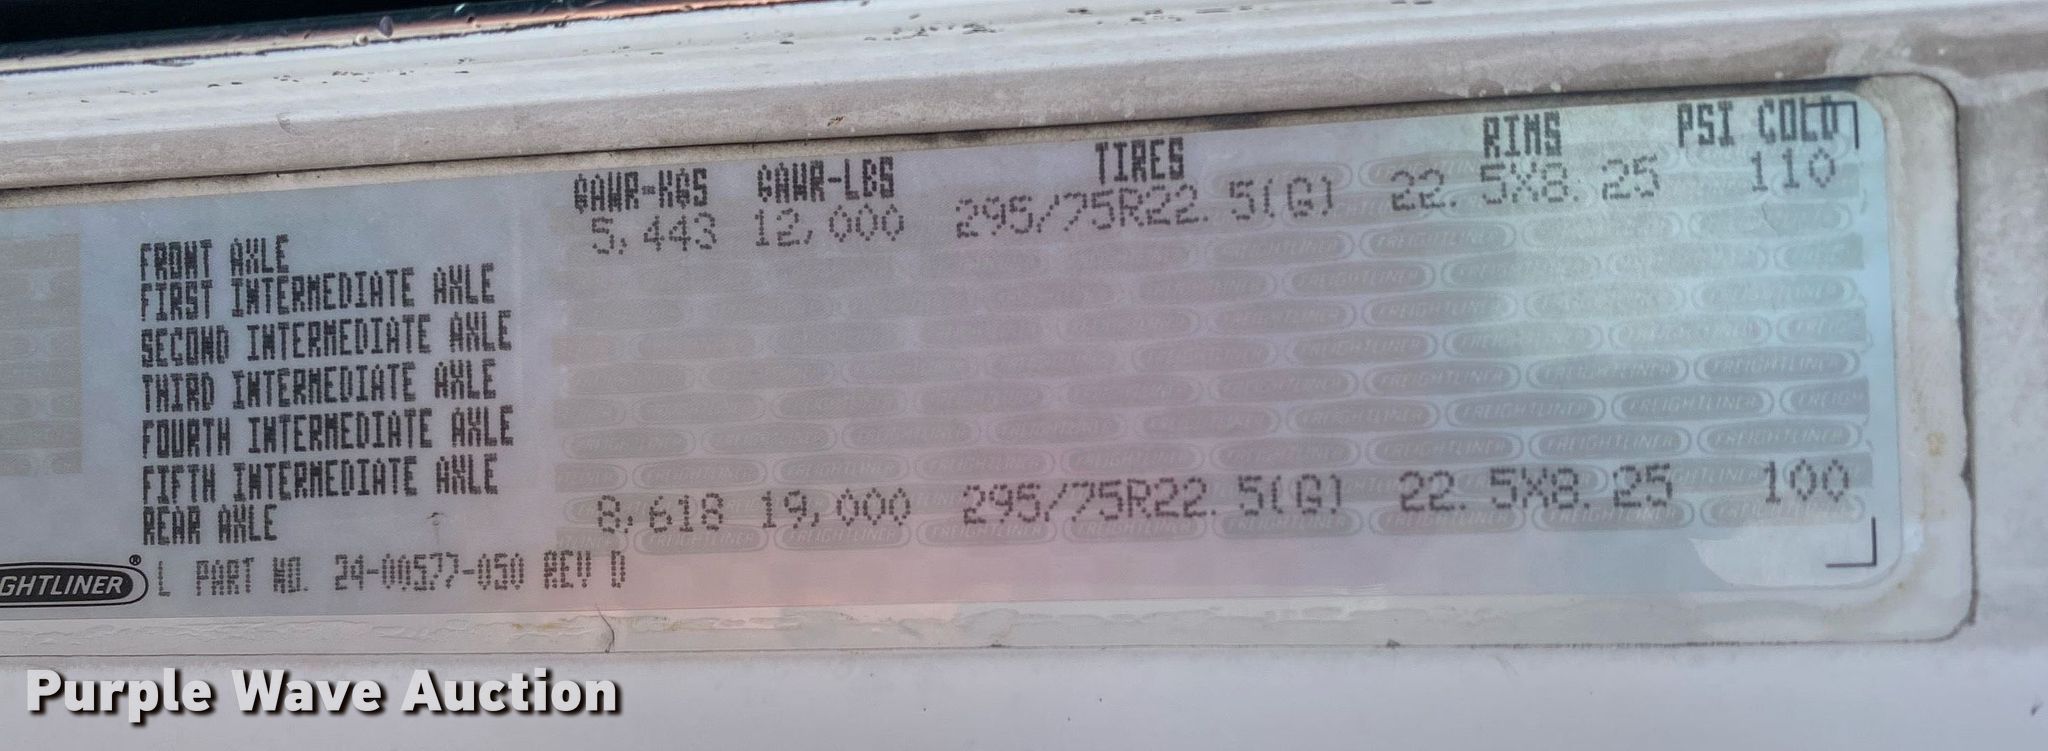 GAWR-KGS GAWR-LBS TIRES RIMS PSI COLD
FRONT AXLE 5,443 12,000 295/75R22.5(G) 22.5X8.25 110
FIRST INTERMEDIATE AXLE
SECOND INTERMEDIATE AXLE
THIRD INTERMEDIATE AXLE
FOURTH INTERMEDIATE AXLE
FIFTH INTERMEDIATE AXLE
REAR AXLE 8,618 19,000 295/75R22.5(G) 22.5X8.25 100
GHTLINER® L PART NO. 24-00577-050 REV D
Purple Wave Auction